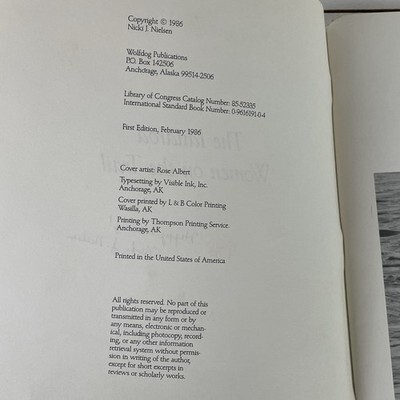 Copyright © 1986
Nicki J. Nielsen
Wolfdog Publications
P.O. Box 142506
Anchorage, Alaska 99514-2506
Library of Congress Catalog Number: 85-52335
International Standard Book Number: 0-9616191-0-4
First Edition, February 1986
Cover artist: Rose Albert
Typesetting by Visible Ink, Inc.
Anchorage, AK
Cover printed by L & B Color Printing
Wasilla, AK
Printing by Thompson Printing Service.
Anchorage, AK
Printed in the United States of America
All rights reserved. No part of this
publication may be reproduced or
transmitted in any form or by
any means, electronic or mechan-
ical, including photocopy, record-
ing, or any other information
retrieval system without permis-
sion in writing of the author,
except for short excerpts in
reviews or scholarly works.